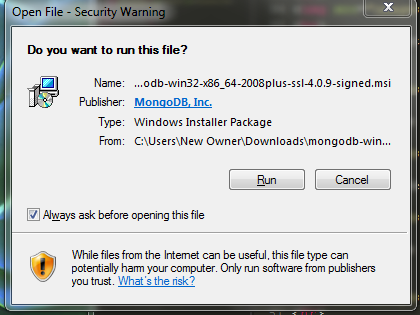 Open File - Security Warning
Do you want to run this file?
Name: ...odb-win32-x86_64-2008plus-ssl-4.0.9-signed.msi
Publisher: MongoDB, Inc.
Type: Windows Installer Package
From: C:\Users\New Owner\Downloads\mongodb-win...
Run Cancel
Always ask before opening this file
While files from the Internet can be useful, this file type can
potentially harm your computer. Only run software from publishers
you trust. What's the risk?